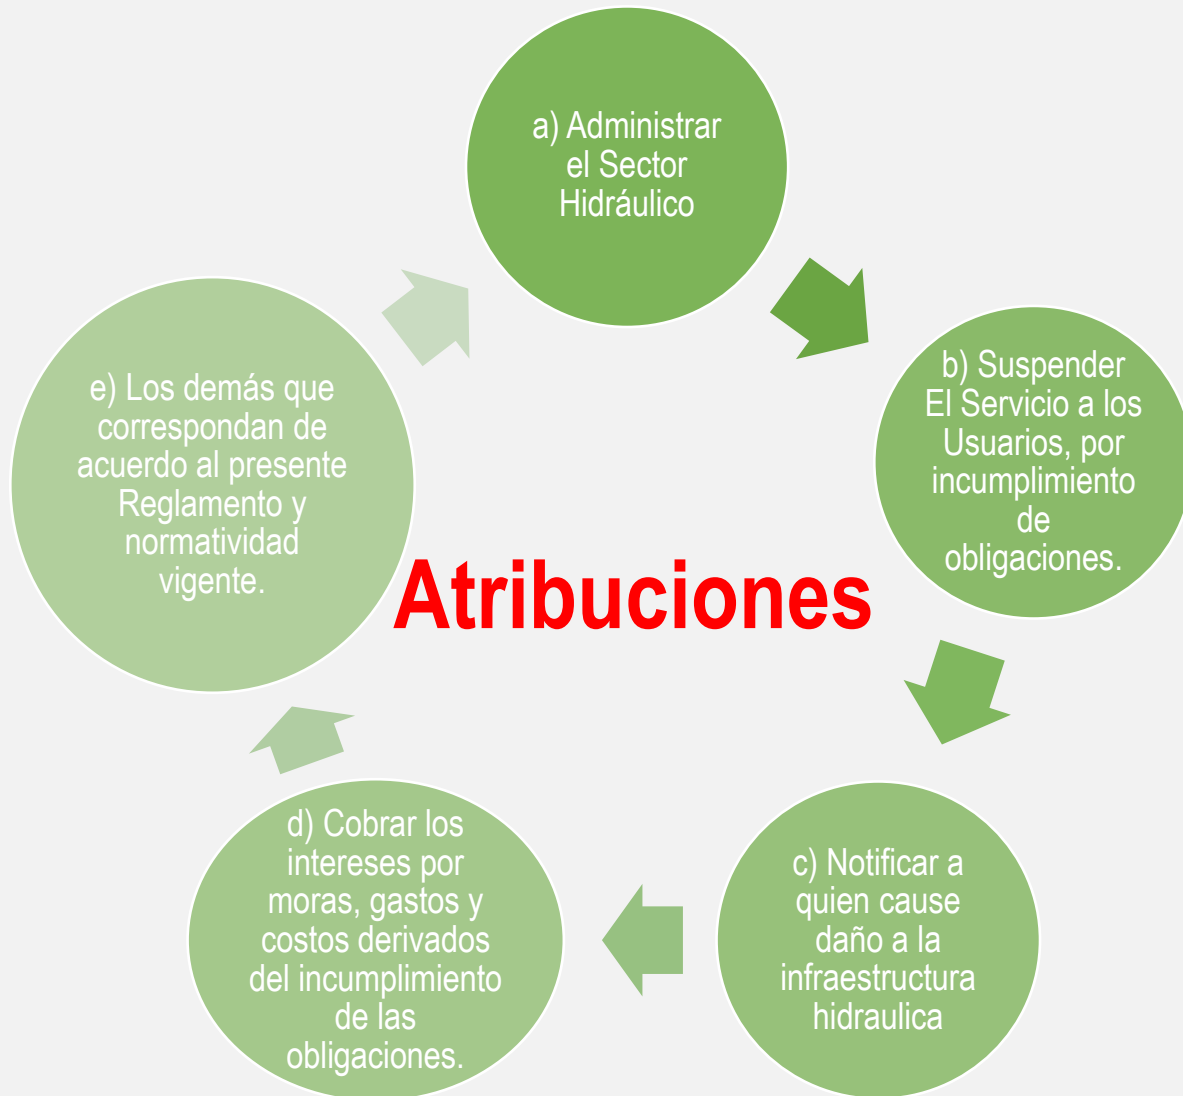 a) Administrar
el Sector
Hidráulico
b) Suspender
El Servicio a los
Usuarios, por
incumplimiento
de
obligaciones.
c) Notificar a
quien cause
daño a la
infraestructura
hidraulica
d) Cobrar los
intereses por
moras, gastos y
costos derivados
del incumplimiento
de las
obligaciones.
e) Los demás que
correspondan de
acuerdo al presente
Reglamento y
normatividad
vigente.
Atribuciones